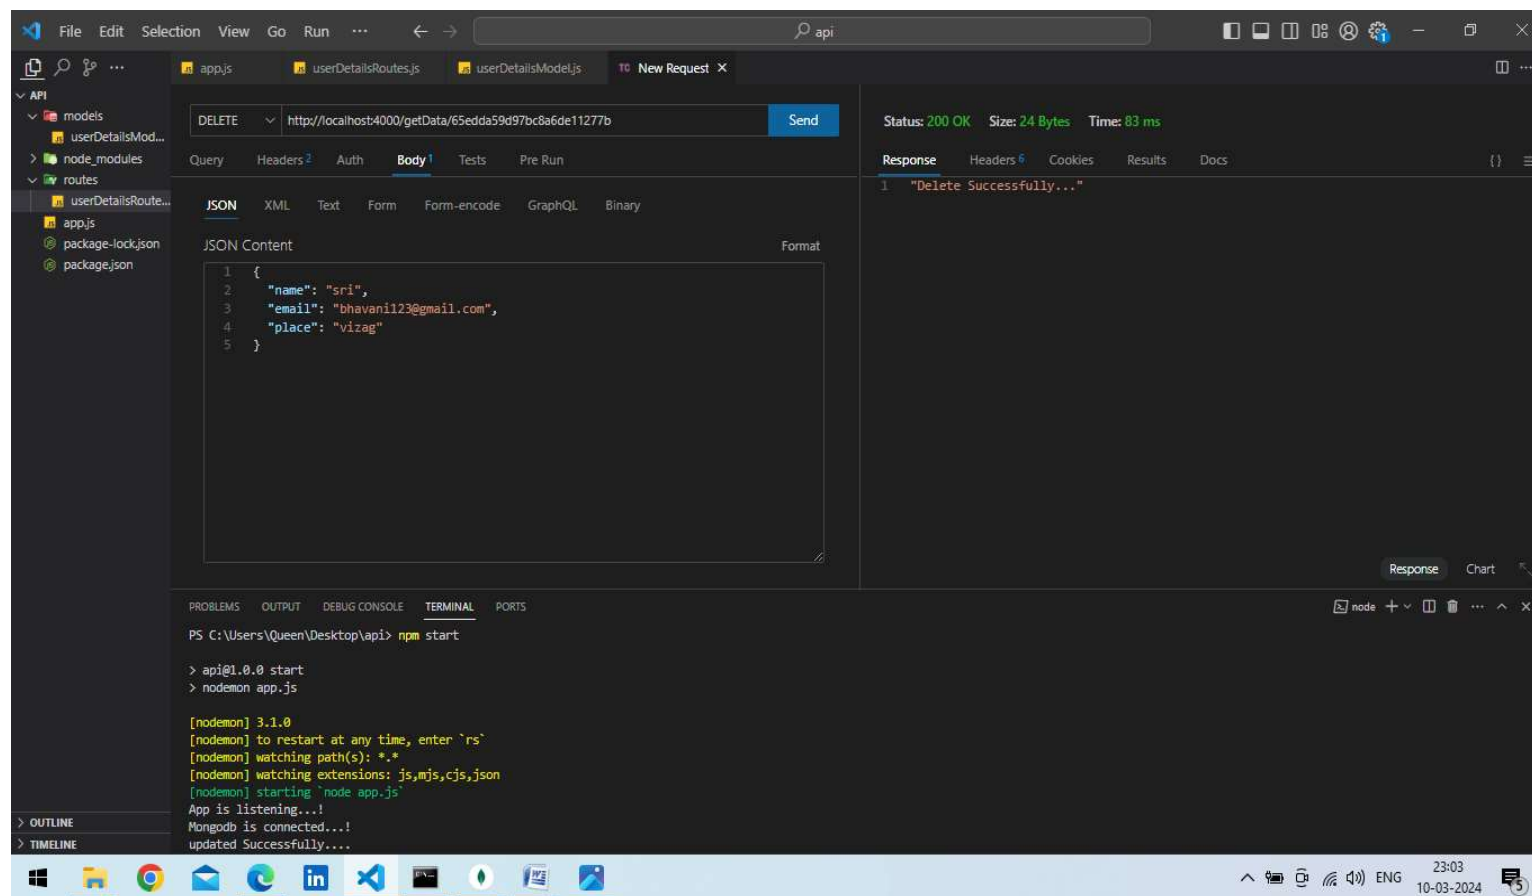 File Edit Selection View Go Run ··· api
app.js userDetailsRoutes.js userDetailsModel.js TC New Request
API
models
userDetailsMod...
node_modules
routes
userDetailsRoute...
app.js
package-lock.json
package.json
OUTLINE
TIMELINE
DELETE http://localhost:4000/getData/65edda59d97bc8a6de11277b Send
Query Headers 2 Auth Body 1 Tests Pre Run
JSON XML Text Form Form-encode GraphQL Binary
JSON Content Format
1 {
2 "name": "sri",
3 "email": "bhavani123@gmail.com",
4 "place": "vizag"
5 }
Status: 200 OK Size: 24 Bytes Time: 83 ms
Response Headers 6 Cookies Results Docs {}
1 "Delete Successfully..."
Response Chart
PROBLEMS OUTPUT DEBUG CONSOLE TERMINAL PORTS node
PS C:\Users\Queen\Desktop\api> npm start
> api@1.0.0 start
> nodemon app.js
[nodemon] 3.1.0
[nodemon] to restart at any time, enter `rs`
[nodemon] watching path(s): *.*
[nodemon] watching extensions: js,mjs,cjs,json
[nodemon] starting `node app.js`
App is listening...!
Mongodb is connected...!
updated Successfully....
ENG 23:03
10-03-2024